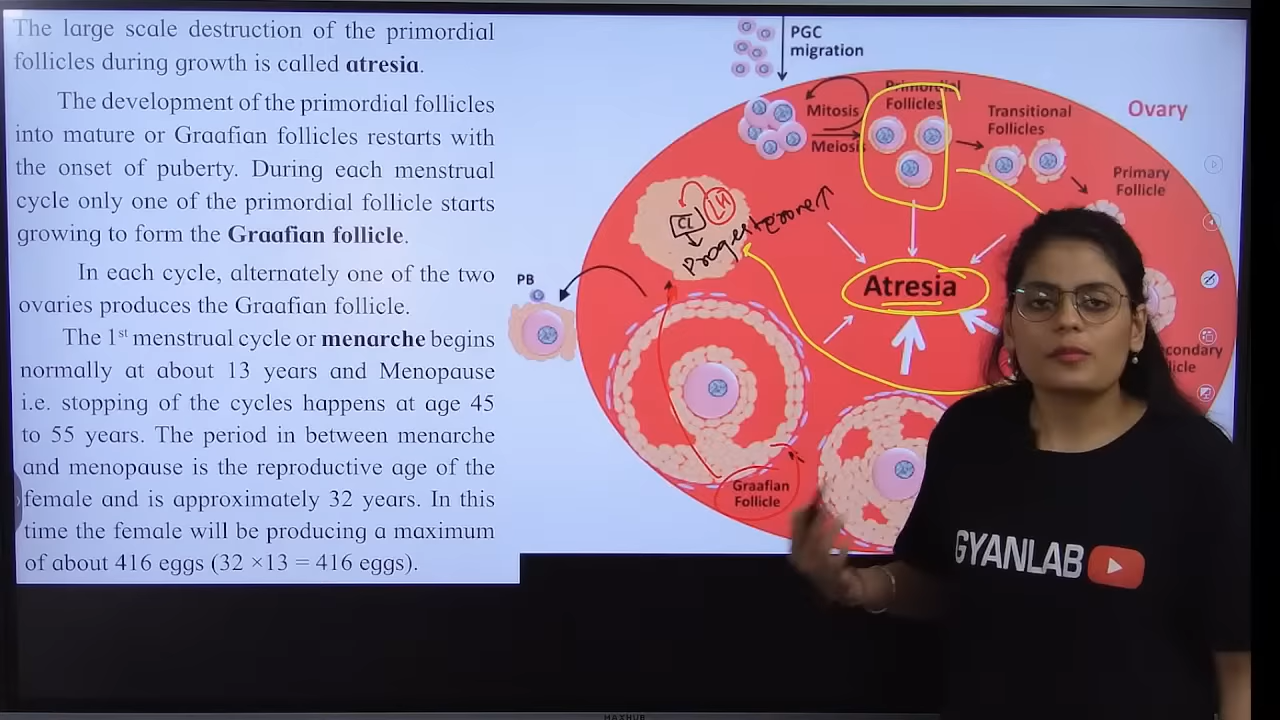 The large scale destruction of the primordial
follicles during growth is called atresia.
The development of the primordial follicles
into mature or Graafian follicles restarts with
the onset of puberty. During each menstrual
cycle only one of the primordial follicle starts
growing to form the Graafian follicle.
In each cycle, alternately one of the two
ovaries produces the Graafian follicle.
The 1st menstrual cycle or menarche begins
normally at about 13 years and Menopause
i.e. stopping of the cycles happens at age 45
to 55 years. The period in between menarche
and menopause is the reproductive age of the
female and is approximately 32 years. In this
time the female will be producing a maximum
of about 416 eggs (32 ×13 = 416 eggs).
PGC
migration
Mitosis
Meiosis
Primordial
Follicles
Transitional
Follicles
Ovary
Primary
Follicle
CL
LH
Progesterone↑
PB
Atresia
condary
licle
Graafian
Follicle
GYANLAB
MAXHUB